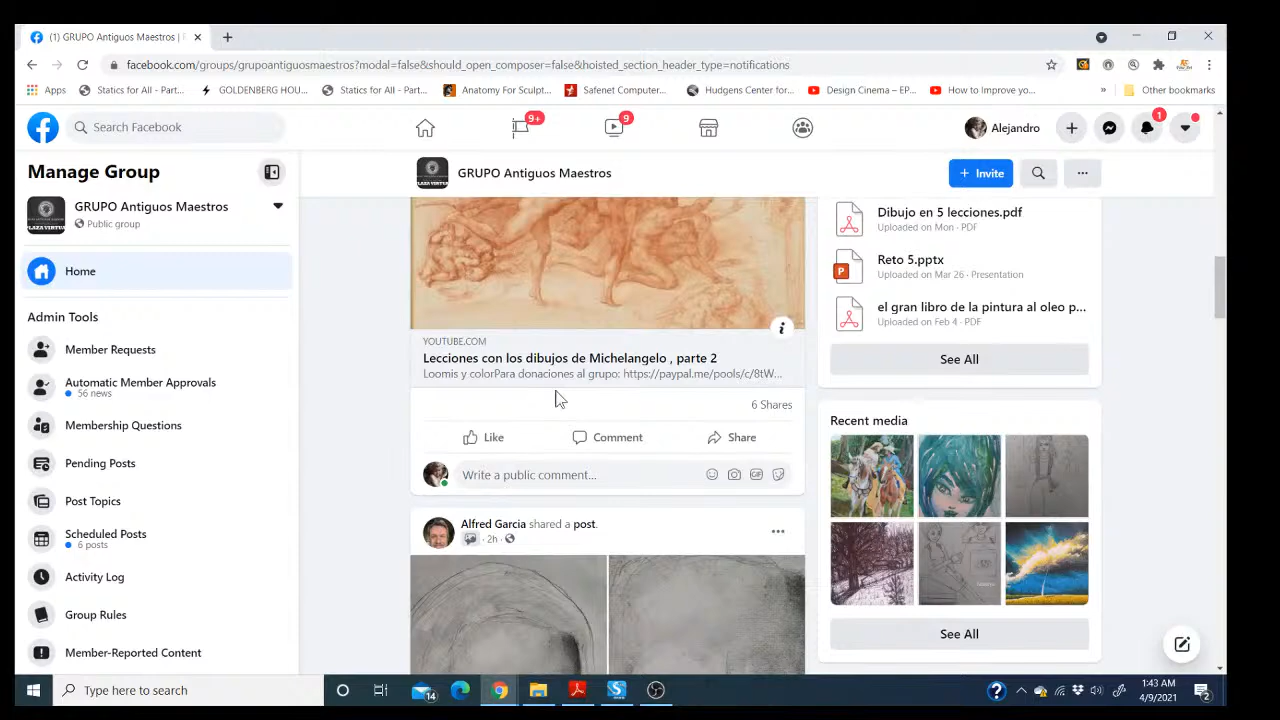 (1) GRUPO Antiguos Maestros | F
facebook.com/groups/grupoantiguosmaestros?modal=false&should_open_composer=false&hoisted_section_header_type=notifications
Apps Statics for All - Part... GOLDENBERG HOU... Statics for All - Part... Anatomy For Sculpt... Safenet Computer... Hudgens Center for... Design Cinema – EP... How to Improve yo... » Other bookmarks
Search Facebook 9+ 9 Alejandro 1
Manage Group
GRUPO Antiguos Maestros
Public group
Home
Admin Tools
Member Requests
Automatic Member Approvals
56 news
Membership Questions
Pending Posts
Post Topics
Scheduled Posts
6 posts
Activity Log
Group Rules
Member-Reported Content
GRUPO Antiguos Maestros
+ Invite
YOUTUBE.COM
Lecciones con los dibujos de Michelangelo , parte 2
Loomis y colorPara donaciones al grupo: https://paypal.me/pools/c/8tW...
6 Shares
Like Comment Share
Write a public comment... GIF
Alfred Garcia shared a post.
· 2h ·
Dibujo en 5 lecciones.pdf
Uploaded on Mon · PDF
Reto 5.pptx
Uploaded on Mar 26 · Presentation
el gran libro de la pintura al oleo p...
Uploaded on Feb 4 · PDF
See All
Recent media
See All
Type here to search
14
1:43 AM
4/9/2021
2